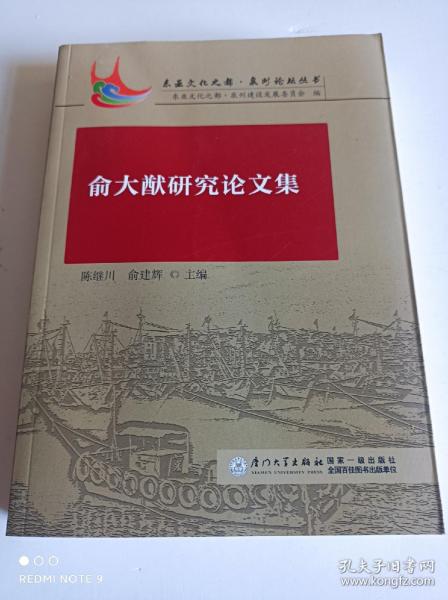 东亚文化之都·泉州论坛丛书
东亚文化之都·泉州建设发展委员会 编
俞大猷研究论文集
陈继川 俞建辉 ◎ 主编
厦门大学出版社
XIAMEN UNIVERSITY PRESS
国家一级出版社
全国百佳图书出版单位
REDMI NOTE 9
孔夫子旧书网
www.kongfz.com